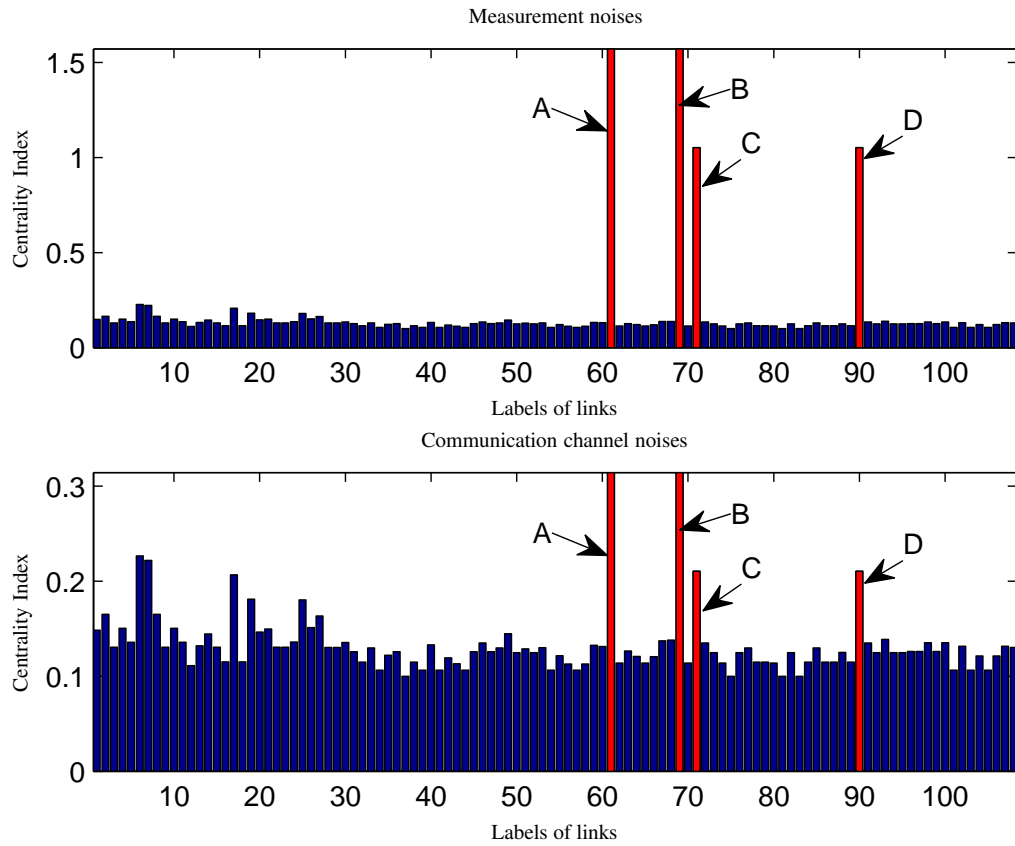 Measurement noises
1.5
1
0.5
0
Centrality Index
A
B
C
D
10 20 30 40 50 60 70 80 90 100
Labels of links
Communication channel noises
0.3
0.2
0.1
0
Centrality Index
A
B
C
D
10 20 30 40 50 60 70 80 90 100
Labels of links